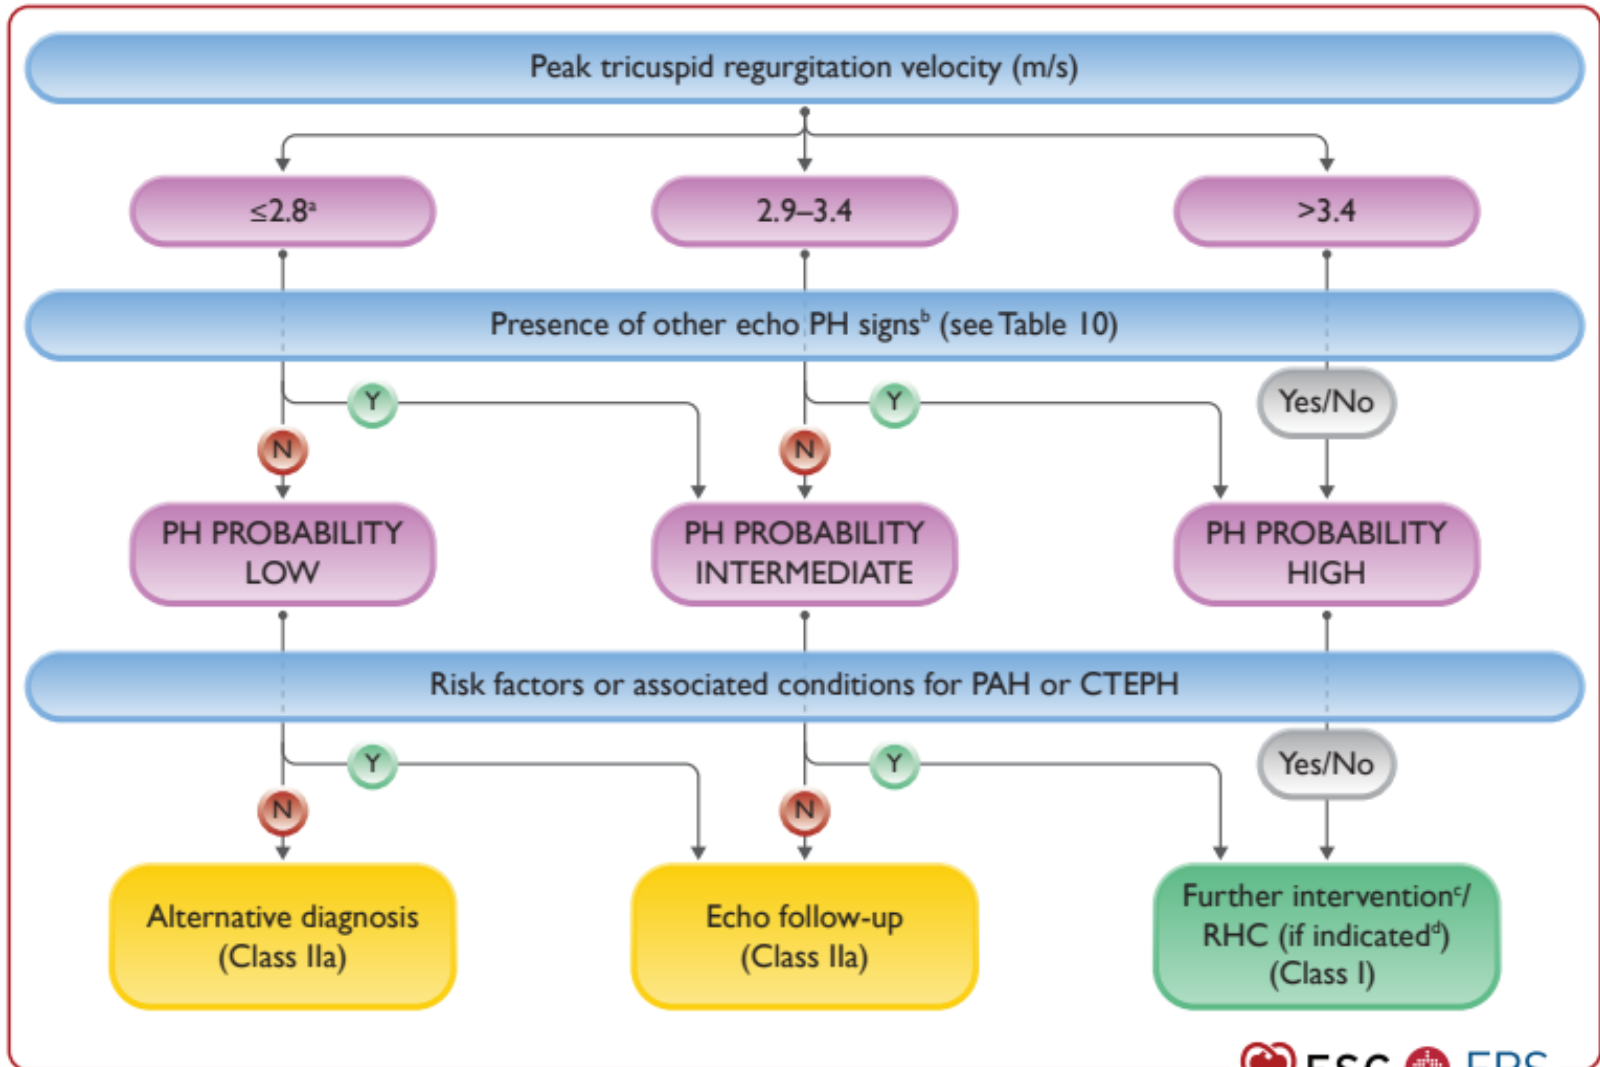 Peak tricuspid regurgitation velocity (m/s)
≤2.8ᵃ
2.9–3.4
>3.4
Presence of other echo PH signsᵇ (see Table 10)
Y
Y
Yes/No
N
N
PH PROBABILITY
LOW
PH PROBABILITY
INTERMEDIATE
PH PROBABILITY
HIGH
Risk factors or associated conditions for PAH or CTEPH
Y
Y
Yes/No
N
N
Alternative diagnosis
(Class IIa)
Echo follow-up
(Class IIa)
Further interventionᶜ/
RHC (if indicatedᵈ)
(Class I)
ESC ERS